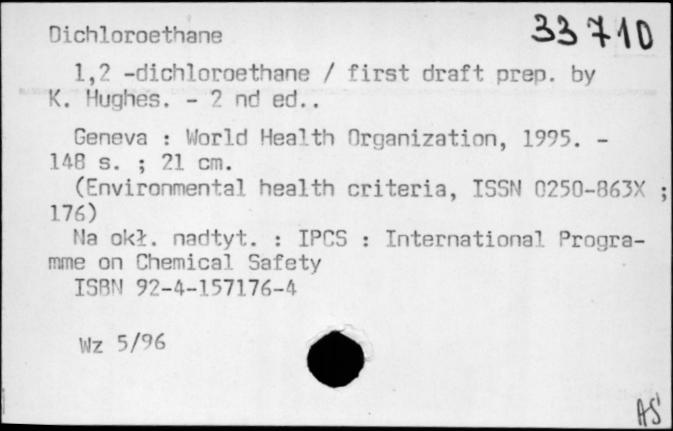 Dichloroethane
33710
1,2 -dichloroethane / first draft prep. by
K. Hughes. - 2 nd ed..
Geneva : World Health Organization, 1995. -
148 s. ; 21 cm.
(Environmental health criteria, ISSN 0250-863X ;
176)
Na okł. nadtyt. : IPCS : International Progra-
mme on Chemical Safety
ISBN 92-4-157176-4
Wz 5/96
AS